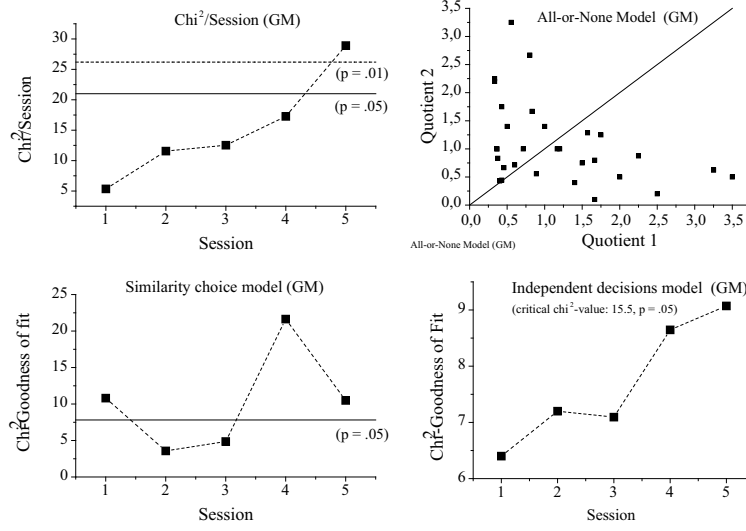 Chi²/Session (GM)
30
25
20
15
10
5
(p = .01)
(p = .05)
1 2 3 4 5
Chi²/Session
Session
All-or-None Model (GM)
3,5
3,0
2,5
2,0
1,5
1,0
0,5
0,0
0,0 0,5 1,0 1,5 2,0 2,5 3,0 3,5
Quotient 2
Quotient 1
All-or-None Model (GM)
Similarity choice model (GM)
25
20
15
10
5
0
(p = .05)
1 2 3 4 5
Chi²-Goodness of fit
Session
Independent decisions model (GM)
(critical chi²-value: 15.5, p = .05)
9
8
7
6
1 2 3 4 5
Chi²-Goodness of Fit
Session